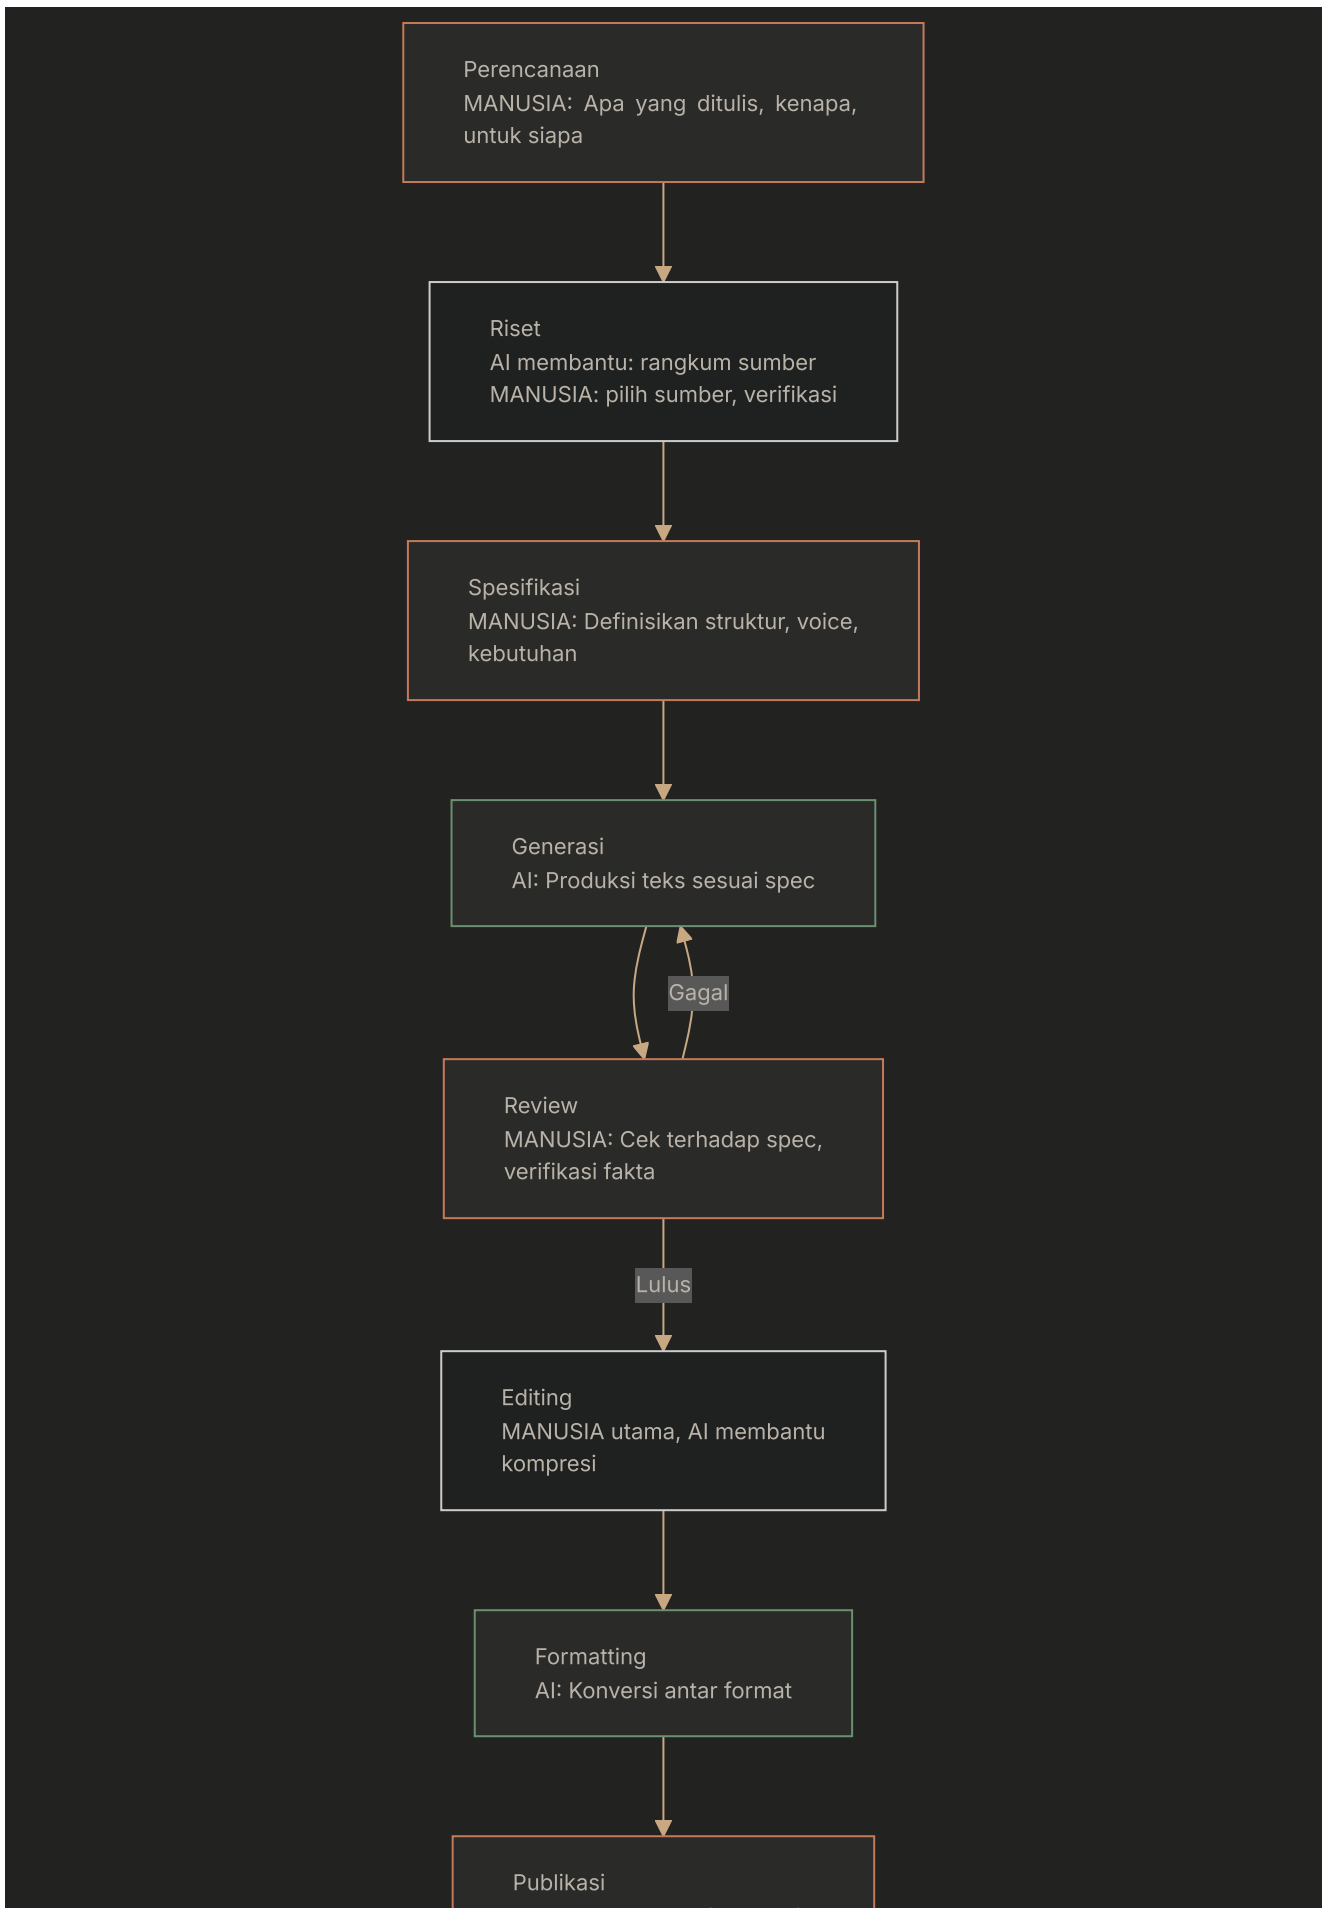 Perencanaan
MANUSIA: Apa yang ditulis, kenapa,
untuk siapa
Riset
AI membantu: rangkum sumber
MANUSIA: pilih sumber, verifikasi
Spesifikasi
MANUSIA: Definisikan struktur, voice,
kebutuhan
Generasi
AI: Produksi teks sesuai spec
Gagal
Review
MANUSIA: Cek terhadap spec,
verifikasi fakta
Lulus
Editing
MANUSIA utama, AI membantu
kompresi
Formatting
AI: Konversi antar format
Publikasi